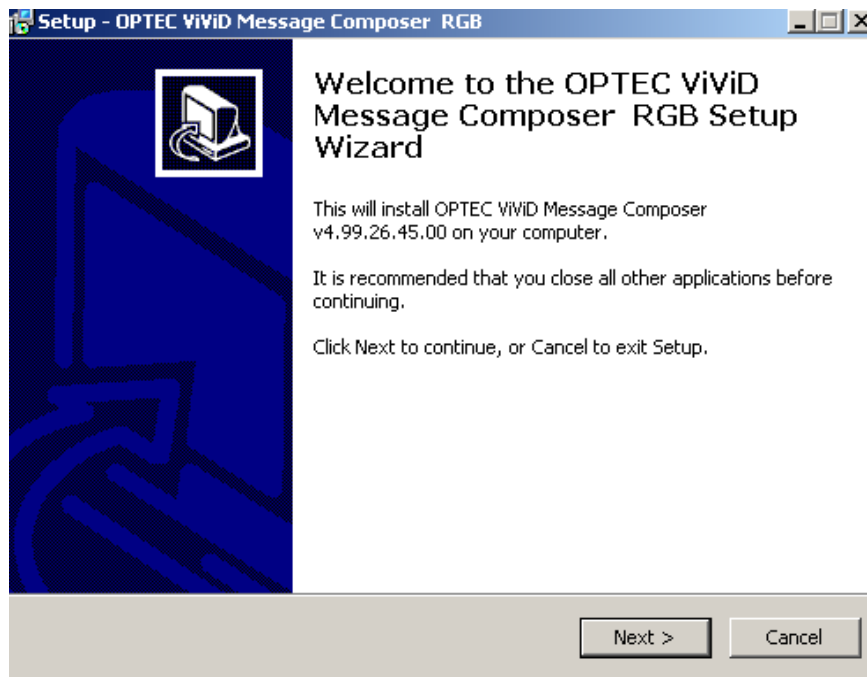 Setup - OPTEC ViViD Message Composer  RGB
Welcome to the OPTEC ViViD
Message Composer  RGB Setup
Wizard
This will install OPTEC ViViD Message Composer
v4.99.26.45.00 on your computer.
It is recommended that you close all other applications before
continuing.
Click Next to continue, or Cancel to exit Setup.
Next >
Cancel